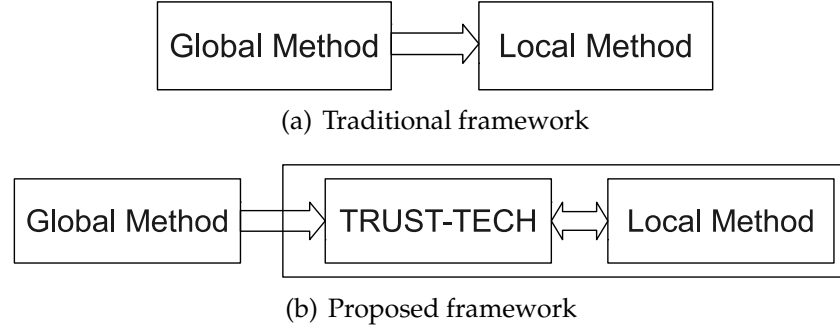 Global Method Local Method
(a) Traditional framework
Global Method TRUST-TECH Local Method
(b) Proposed framework